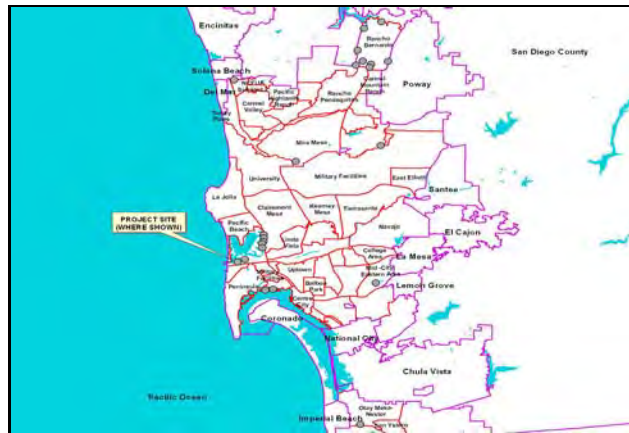 Encinitas
San Diego County
Rancho
Bernardo
Solana Beach
Carmel
Mountain
Ranch
Poway
Del Mar
Pacific
Highlands
Ranch
Rancho
Penasquitos
Carmel
Valley
Torrey
Pines
Mira Mesa
University
Military Facilities
East Elliott
Santee
La Jolla
Clairemont
Mesa
Kearney
Mesa
Tierrasanta
PROJECT SITE
(WHERE SHOWN)
Pacific
Beach
Linda
Vista
Navajo
El Cajon
College
Area
La Mesa
Uptown
Mid-City
Eastern Area
Peninsula
Balboa
Park
Lemon Grove
Centre
City
Coronado
National City
Chula Vista
Pacific Ocean
Otay Mesa-
Nestor
Imperial Beach
San Ysidro